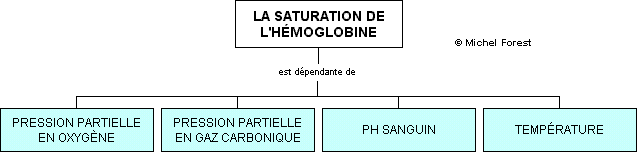 LA SATURATION DE
L'HÉMOGLOBINE
© Michel Forest
est dépendante de
PRESSION PARTIELLE
EN OXYGÈNE
PRESSION PARTIELLE
EN GAZ CARBONIQUE
PH SANGUIN
TEMPÉRATURE